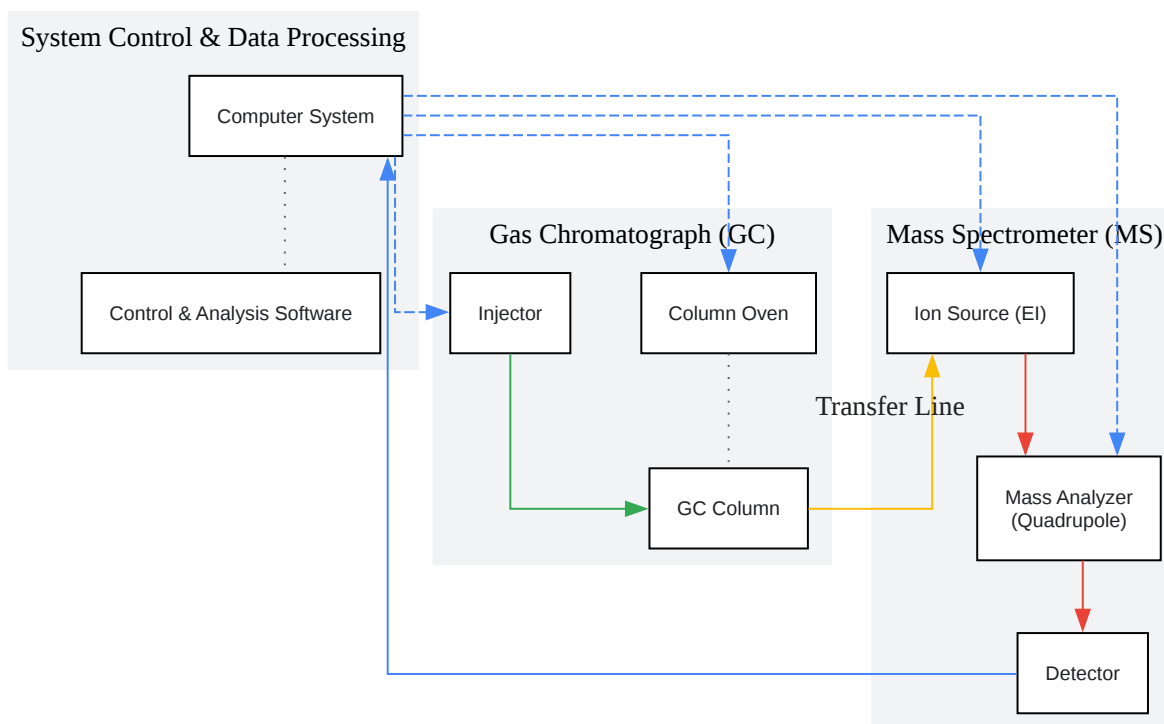 System Control & Data Processing
Computer System
Control & Analysis Software
Gas Chromatograph (GC)
Injector
Column Oven
GC Column
Transfer Line
Mass Spectrometer (MS)
Ion Source (EI)
Mass Analyzer
(Quadrupole)
Detector